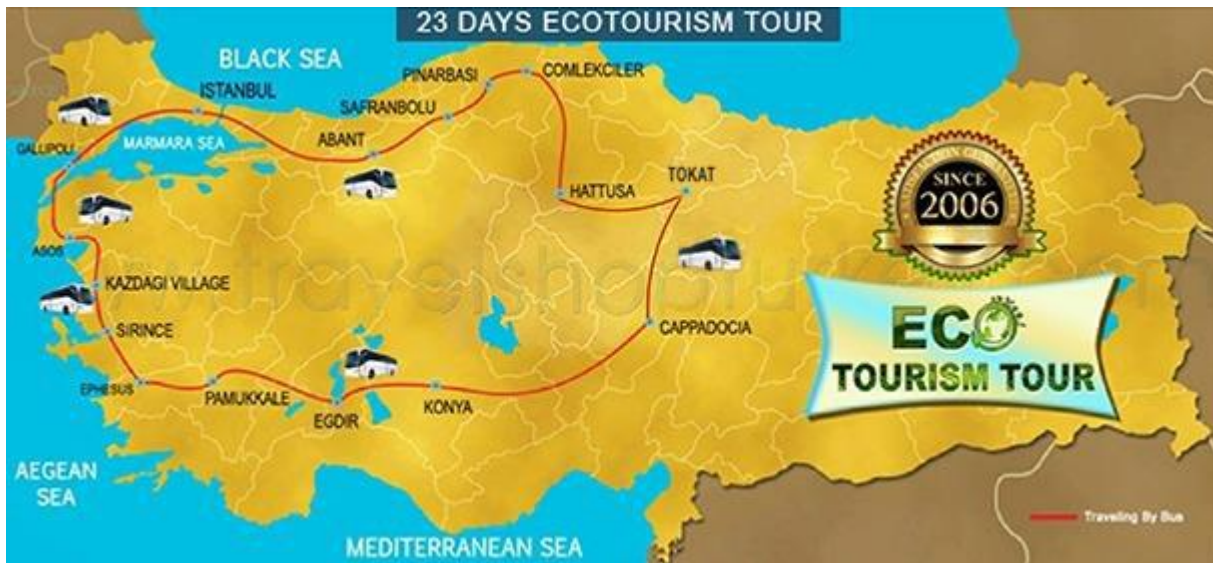 23 DAYS ECOTOURISM TOUR
BLACK SEA
PINARBASI
COMLEKCILER
ISTANBUL
SAFRANBOLU
ABANT
MARMARA SEA
GALLIPOLI
HATTUSA
TOKAT
SINCE
2006
ASOS
KAZDAGI VILLAGE
SIRINCE
CAPPADOCIA
ECO
TOURISM TOUR
EPHESUS
PAMUKKALE
EGDIR
KONYA
AEGEAN
SEA
MEDITERRANEAN SEA
Traveling By Bus